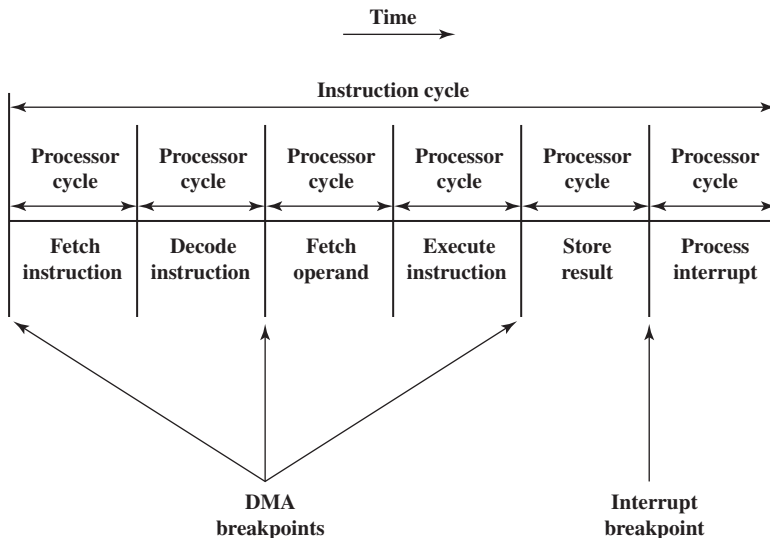 Time
Instruction cycle
Processor cycle
Processor cycle
Processor cycle
Processor cycle
Processor cycle
Processor cycle
Fetch instruction
Decode instruction
Fetch operand
Execute instruction
Store result
Process interrupt
DMA breakpoints
Interrupt breakpoint